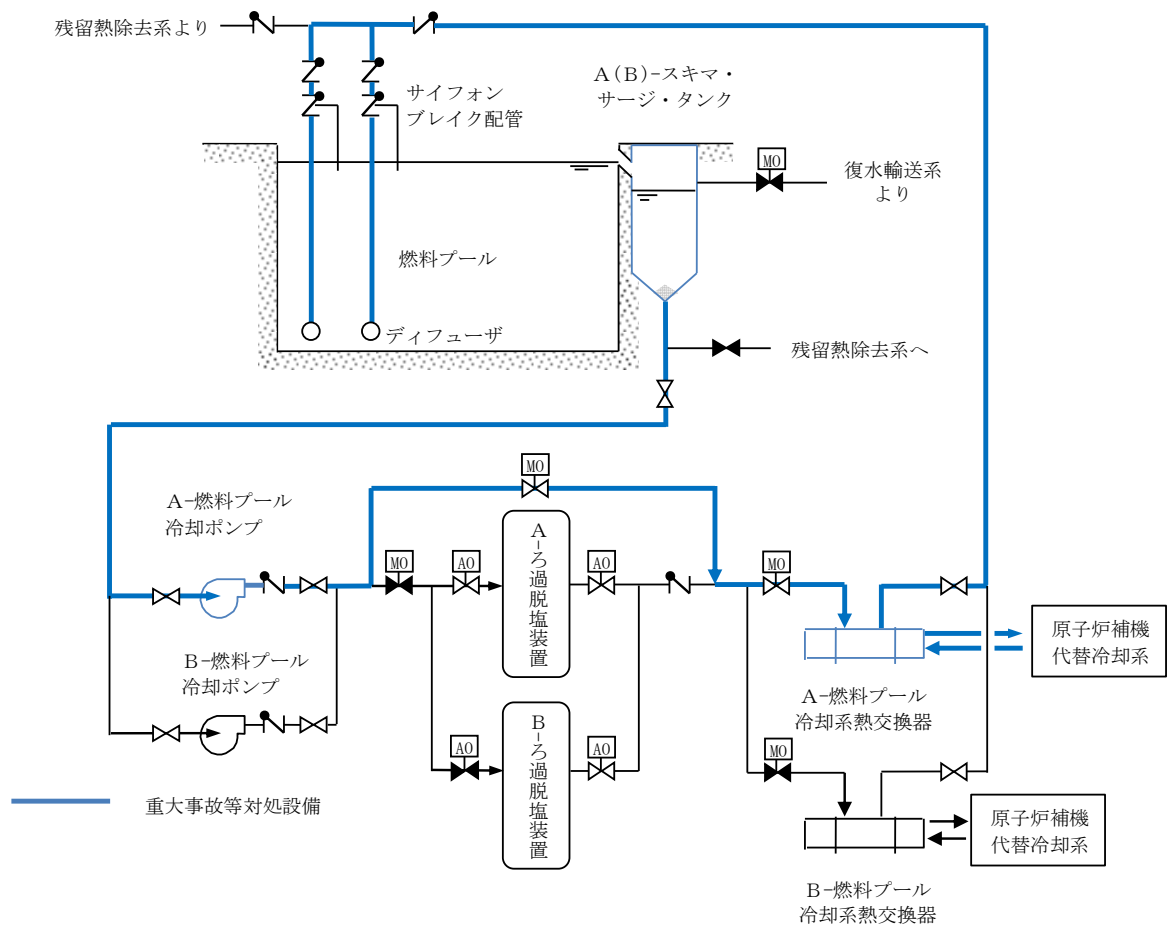 残留熱除去系より
サイフォン
ブレイク配管
A(B)-スキマ・
サージ・タンク
MO
復水輸送系
より
燃料プール
ディフューザ
残留熱除去系へ
MO
A-燃料プール
冷却ポンプ
MO
AO
A-ろ過脱塩装置
AO
MO
原子炉補機
代替冷却系
B-燃料プール
冷却ポンプ
A-燃料プール
冷却系熱交換器
AO
B-ろ過脱塩装置
AO
MO
重大事故等対処設備
原子炉補機
代替冷却系
B-燃料プール
冷却系熱交換器